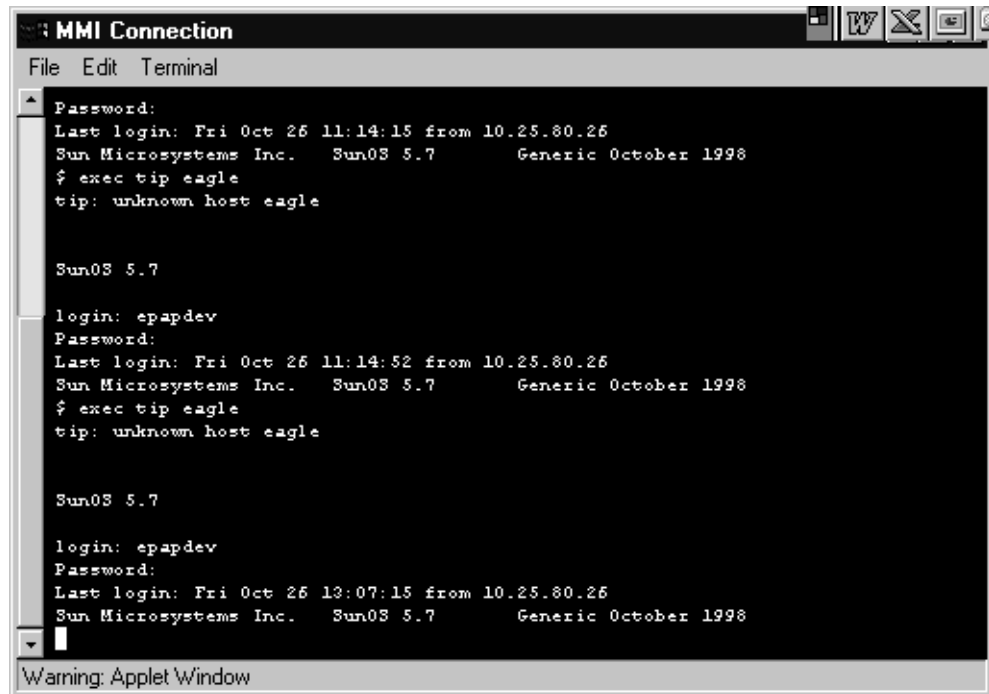 MMI Connection
File Edit Terminal
Password:
Last login: Fri Oct 26 11:14:15 from 10.25.80.26
Sun Microsystems Inc. SunOS 5.7 Generic October 1998
$ exec tip eagle
tip: unknown host eagle
SunOS 5.7
login: epapdev
Password:
Last login: Fri Oct 26 11:14:52 from 10.25.80.26
Sun Microsystems Inc. SunOS 5.7 Generic October 1998
$ exec tip eagle
tip: unknown host eagle
SunOS 5.7
login: epapdev
Password:
Last login: Fri Oct 26 13:07:15 from 10.25.80.26
Sun Microsystems Inc. SunOS 5.7 Generic October 1998
Warning: Applet Window